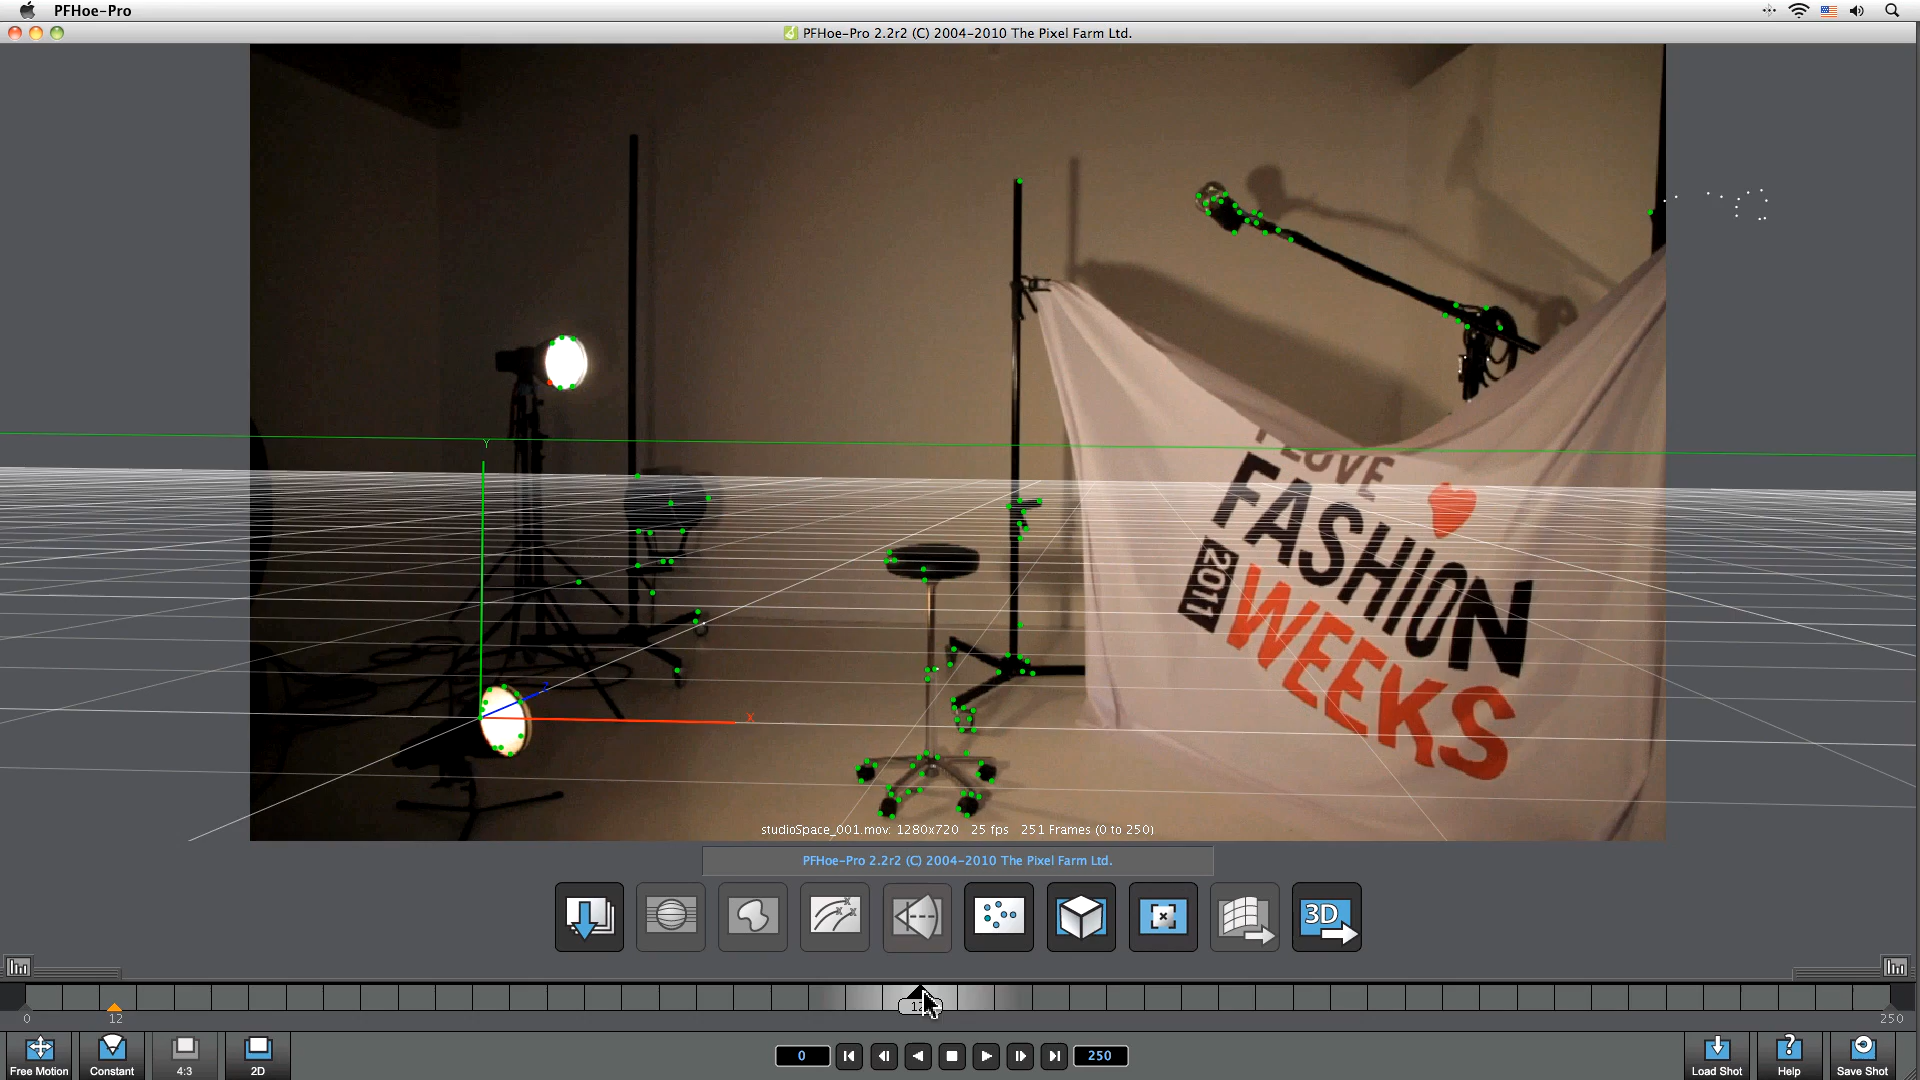 PFHoe-Pro
PFHoe-Pro 2.2r2 (C) 2004-2010 The Pixel Farm Ltd.
Y
LOVE
FASHION
2011
WEEKS
Z
X
studioSpace_001.mov: 1280x720 25 fps 251 Frames (0 to 250)
PFHoe-Pro 2.2r2 (C) 2004-2010 The Pixel Farm Ltd.
3D
0
12
250
0
250
Free Motion
Constant
4:3
2D
Load Shot
Help
Save Shot